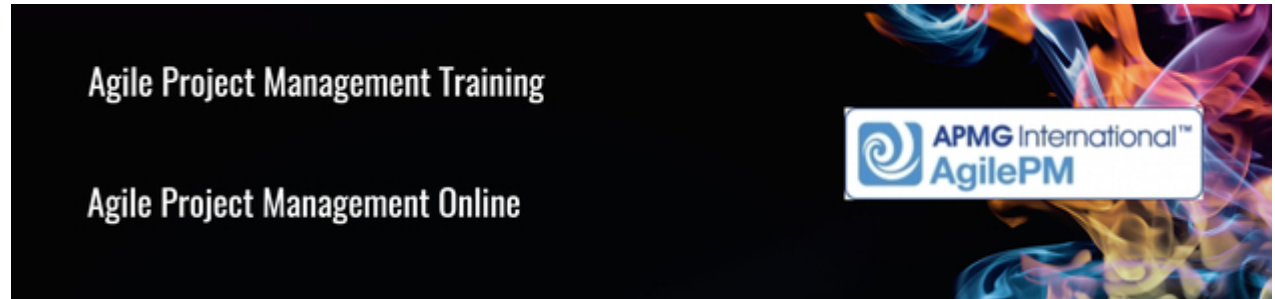 Agile Project Management Training
APMG International™
AgilePM
Agile Project Management Online